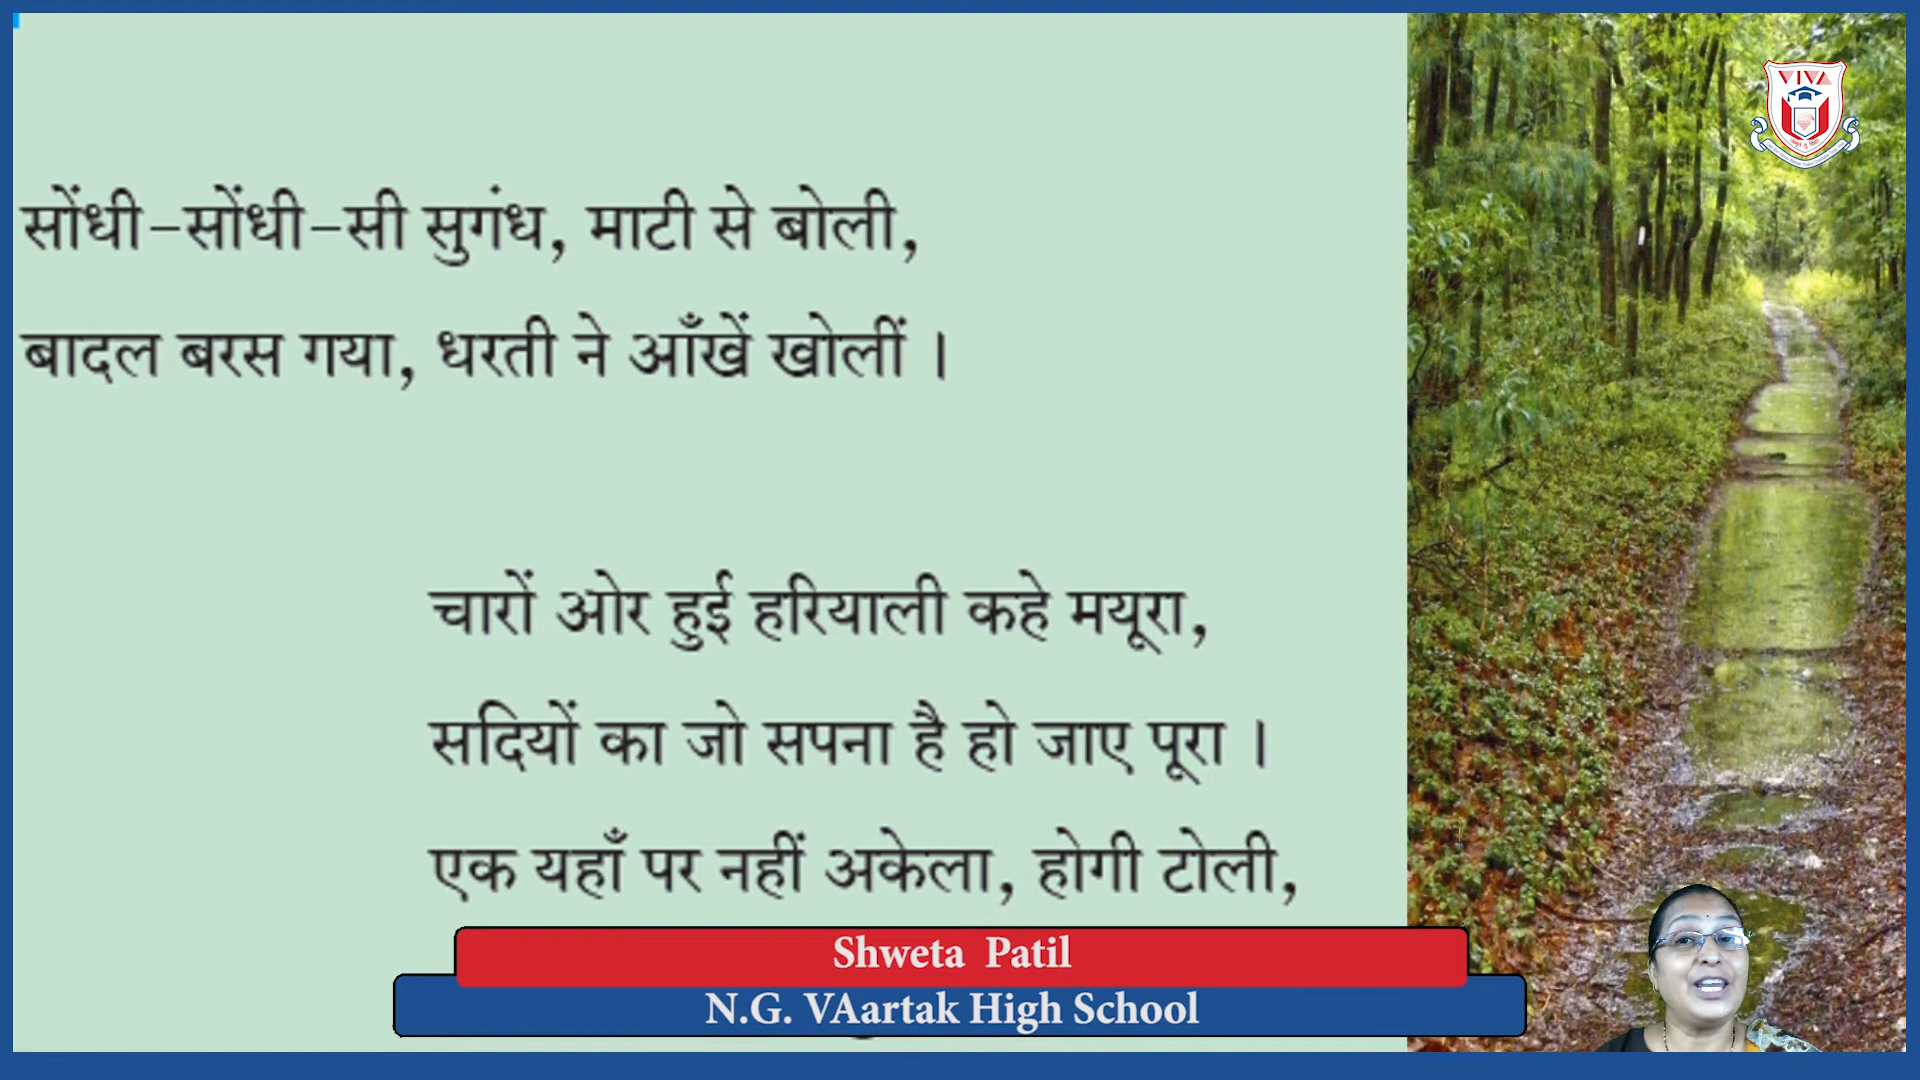 VIVA
सोंधी-सोंधी-सी सुगंध, माटी से बोली,
बादल बरस गया, धरती ने आँखें खोलीं ।
चारों ओर हुई हरियाली कहे मयूरा,
सदियों का जो सपना है हो जाए पूरा ।
एक यहाँ पर नहीं अकेला, होगी टोली,
Shweta Patil
N.G. VAartak High School